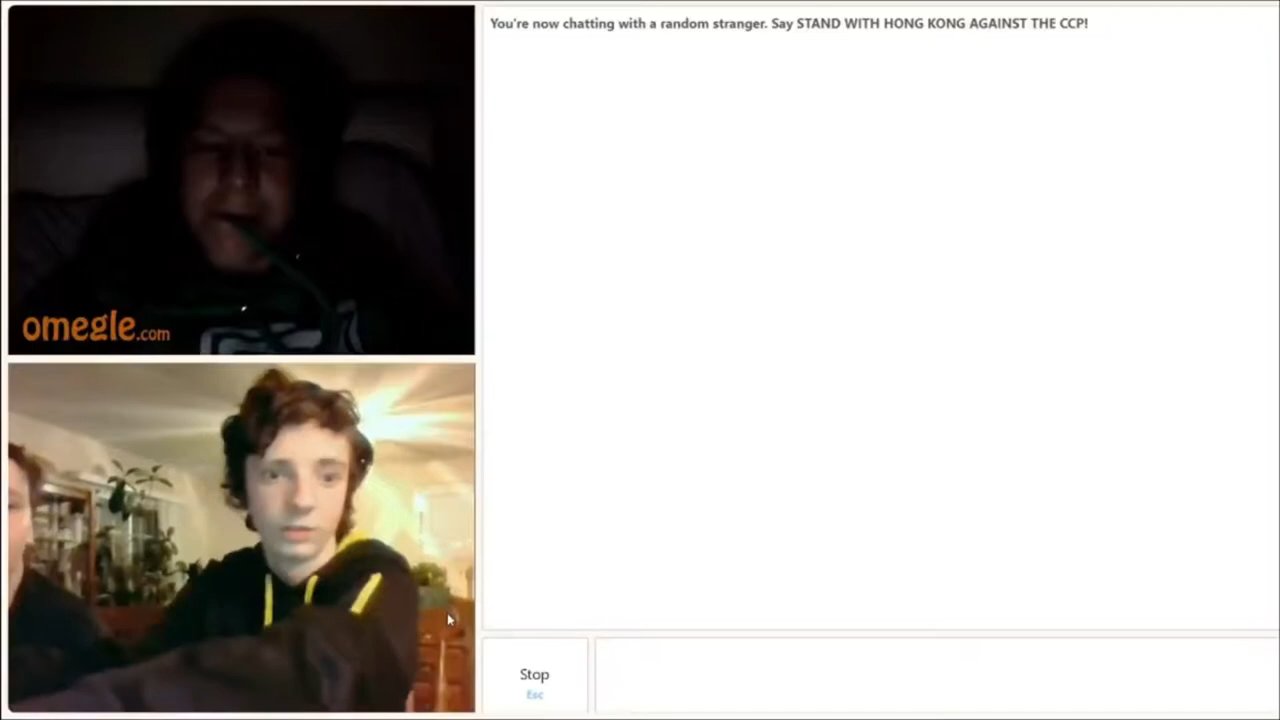 You're now chatting with a random stranger. Say STAND WITH HONG KONG AGAINST THE CCP!
omegle.com
Stop
Esc